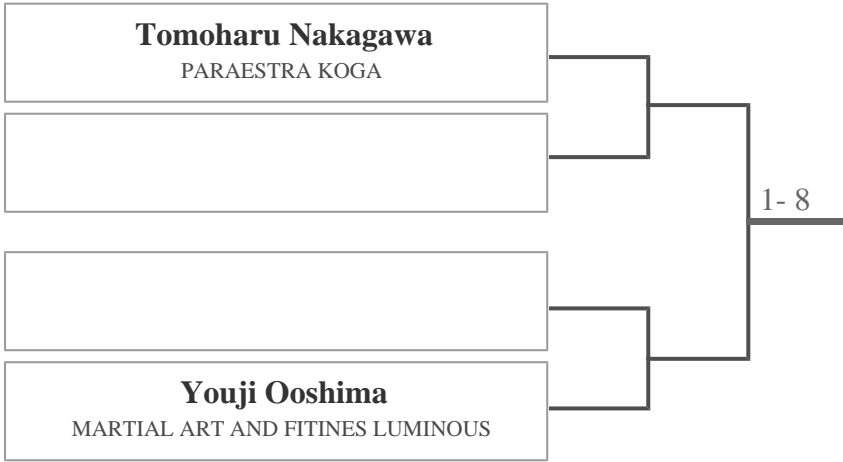 Tomoharu Nakagawa
PARAESTRA KOGA
1- 8
Youji Ooshima
MARTIAL ART AND FITINES LUMINOUS